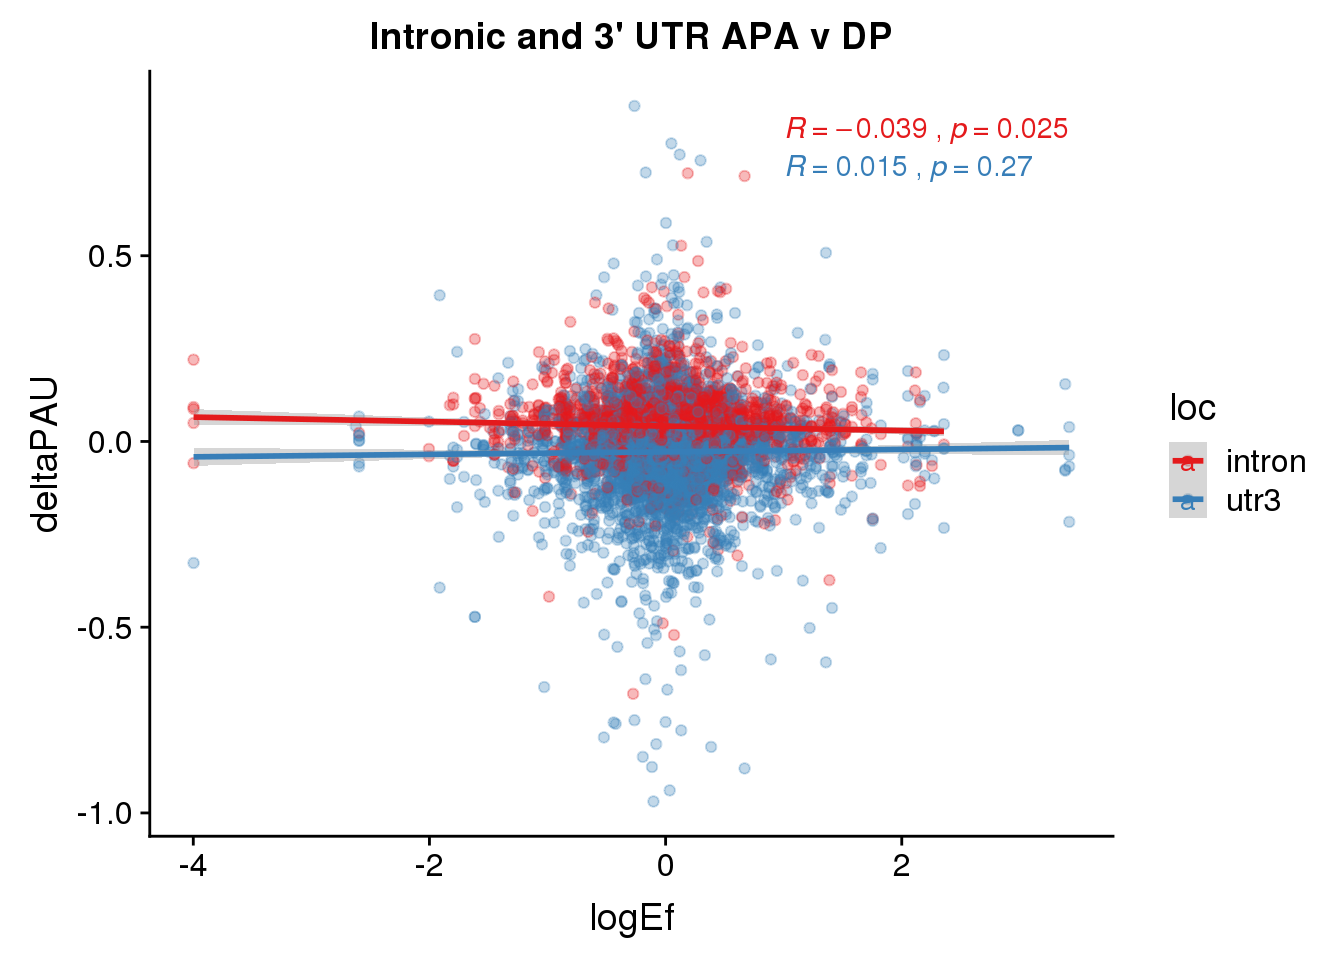 Intronic and 3' UTR APA v DP
R = −0.039 , p = 0.025
R = 0.015 , p = 0.27
deltaPAU
0.5
0.0
-0.5
-1.0
-4
-2
0
2
logEf
loc
a intron
a utr3